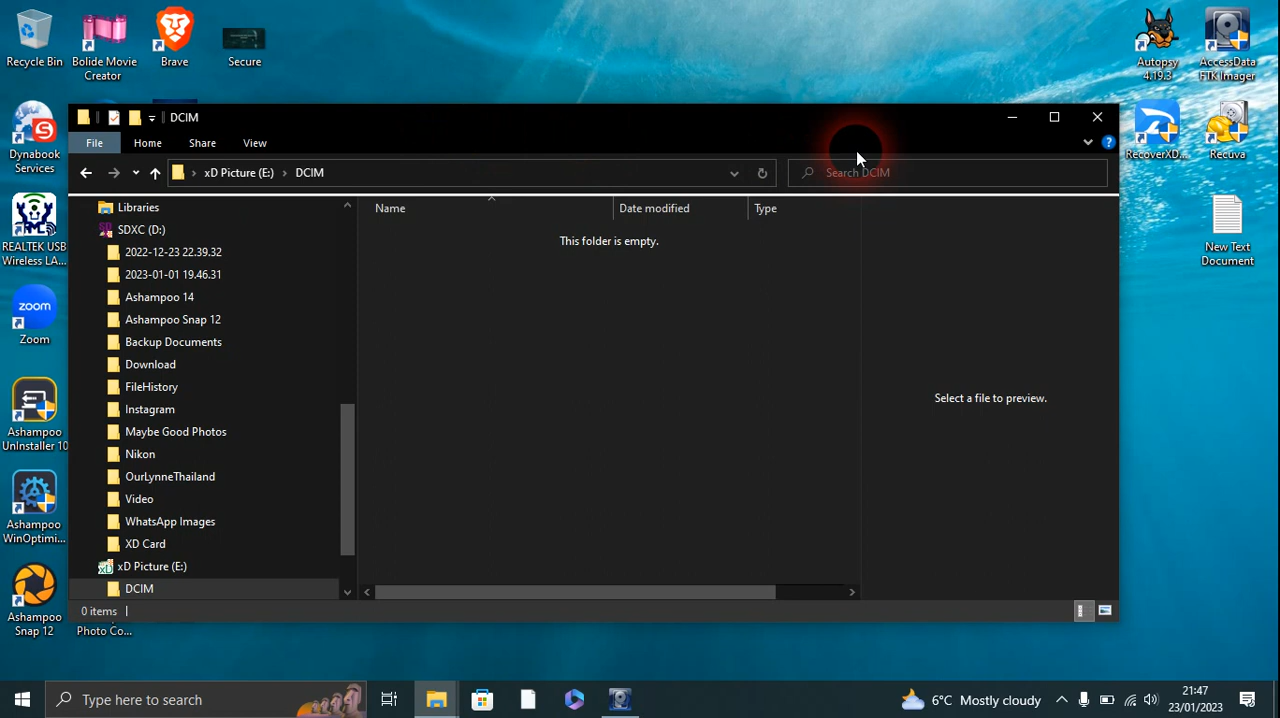 Recycle Bin
Bolide Movie
Creator
Brave
Secure
Autopsy
4.19.3
AccessData
FTK Imager
Dynabook
Services
RecoverXD...
Recuva
REALTEK USB
Wireless LA...
New Text
Document
zoom
Zoom
Ashampoo
UnInstaller 10
Ashampoo
WinOptimi...
Ashampoo
Snap 12
Photo Co...
DCIM
File
Home
Share
View
xD Picture (E:)
DCIM
Search DCIM
Name
Date modified
Type
This folder is empty.
Select a file to preview.
Libraries
SDXC (D:)
2022-12-23 22.39.32
2023-01-01 19.46.31
Ashampoo 14
Ashampoo Snap 12
Backup Documents
Download
FileHistory
Instagram
Maybe Good Photos
Nikon
OurLynneThailand
Video
WhatsApp Images
XD Card
xD Picture (E:)
DCIM
0 items
Type here to search
6°C Mostly cloudy
21:47
23/01/2023